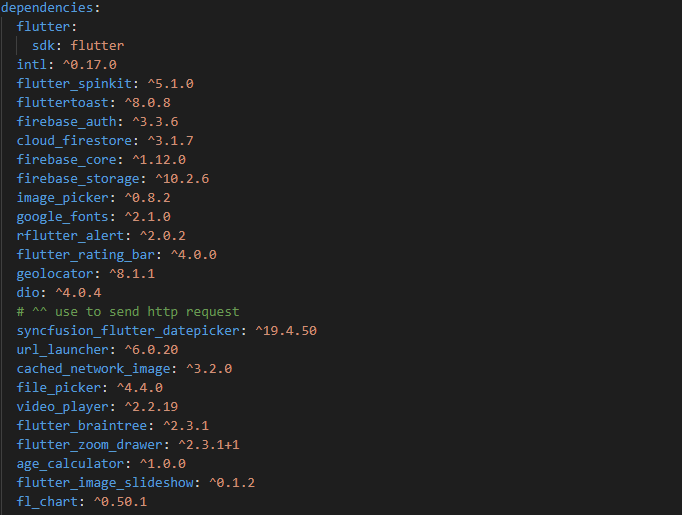 dependencies:
  flutter:
    sdk: flutter
  intl: ^0.17.0
  flutter_spinkit: ^5.1.0
  fluttertoast: ^8.0.8
  firebase_auth: ^3.3.6
  cloud_firestore: ^3.1.7
  firebase_core: ^1.12.0
  firebase_storage: ^10.2.6
  image_picker: ^0.8.2
  google_fonts: ^2.1.0
  rflutter_alert: ^2.0.2
  flutter_rating_bar: ^4.0.0
  geolocator: ^8.1.1
  dio: ^4.0.4
  # ^^ use to send http request
  syncfusion_flutter_datepicker: ^19.4.50
  url_launcher: ^6.0.20
  cached_network_image: ^3.2.0
  file_picker: ^4.4.0
  video_player: ^2.2.19
  flutter_braintree: ^2.3.1
  flutter_zoom_drawer: ^2.3.1+1
  age_calculator: ^1.0.0
  flutter_image_slideshow: ^0.1.2
  fl_chart: ^0.50.1